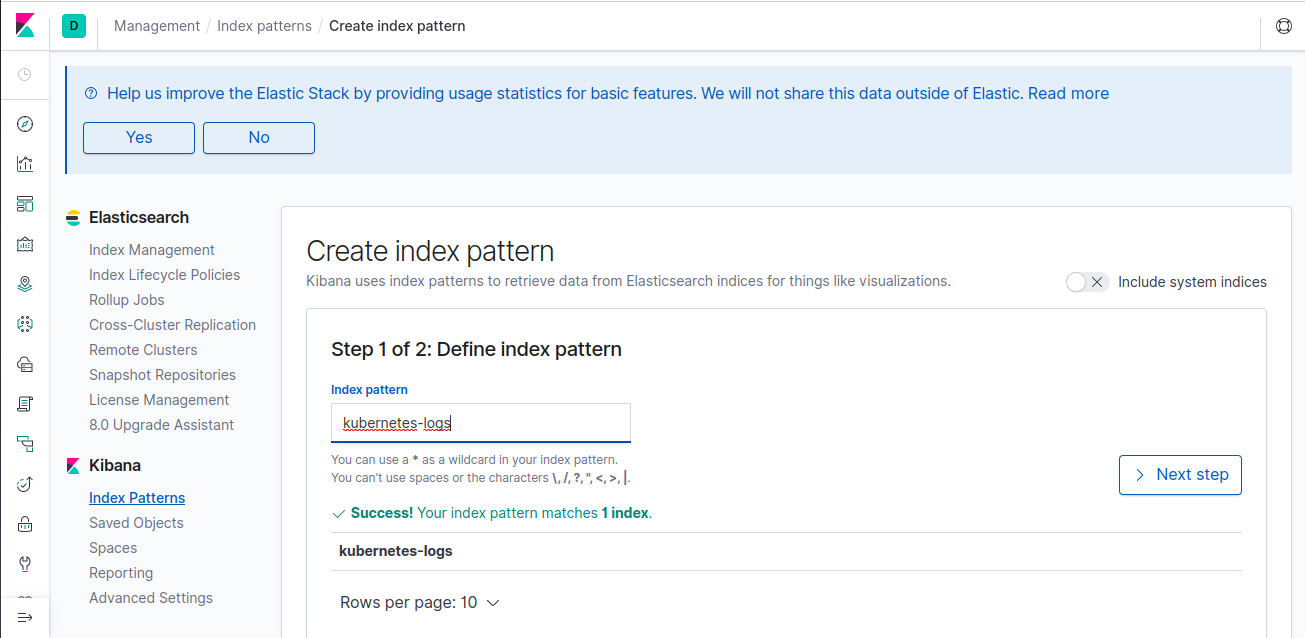 D
Management / Index patterns / Create index pattern
Help us improve the Elastic Stack by providing usage statistics for basic features. We will not share this data outside of Elastic. Read more
Yes
No
Elasticsearch
Index Management
Index Lifecycle Policies
Rollup Jobs
Cross-Cluster Replication
Remote Clusters
Snapshot Repositories
License Management
8.0 Upgrade Assistant
Kibana
Index Patterns
Saved Objects
Spaces
Reporting
Advanced Settings
Create index pattern
Kibana uses index patterns to retrieve data from Elasticsearch indices for things like visualizations.
Include system indices
Step 1 of 2: Define index pattern
Index pattern
kubernetes-logs
You can use a * as a wildcard in your index pattern.
You can't use spaces or the characters \, /, ?, ", <, >, |.
Next step
Success! Your index pattern matches 1 index.
kubernetes-logs
Rows per page: 10